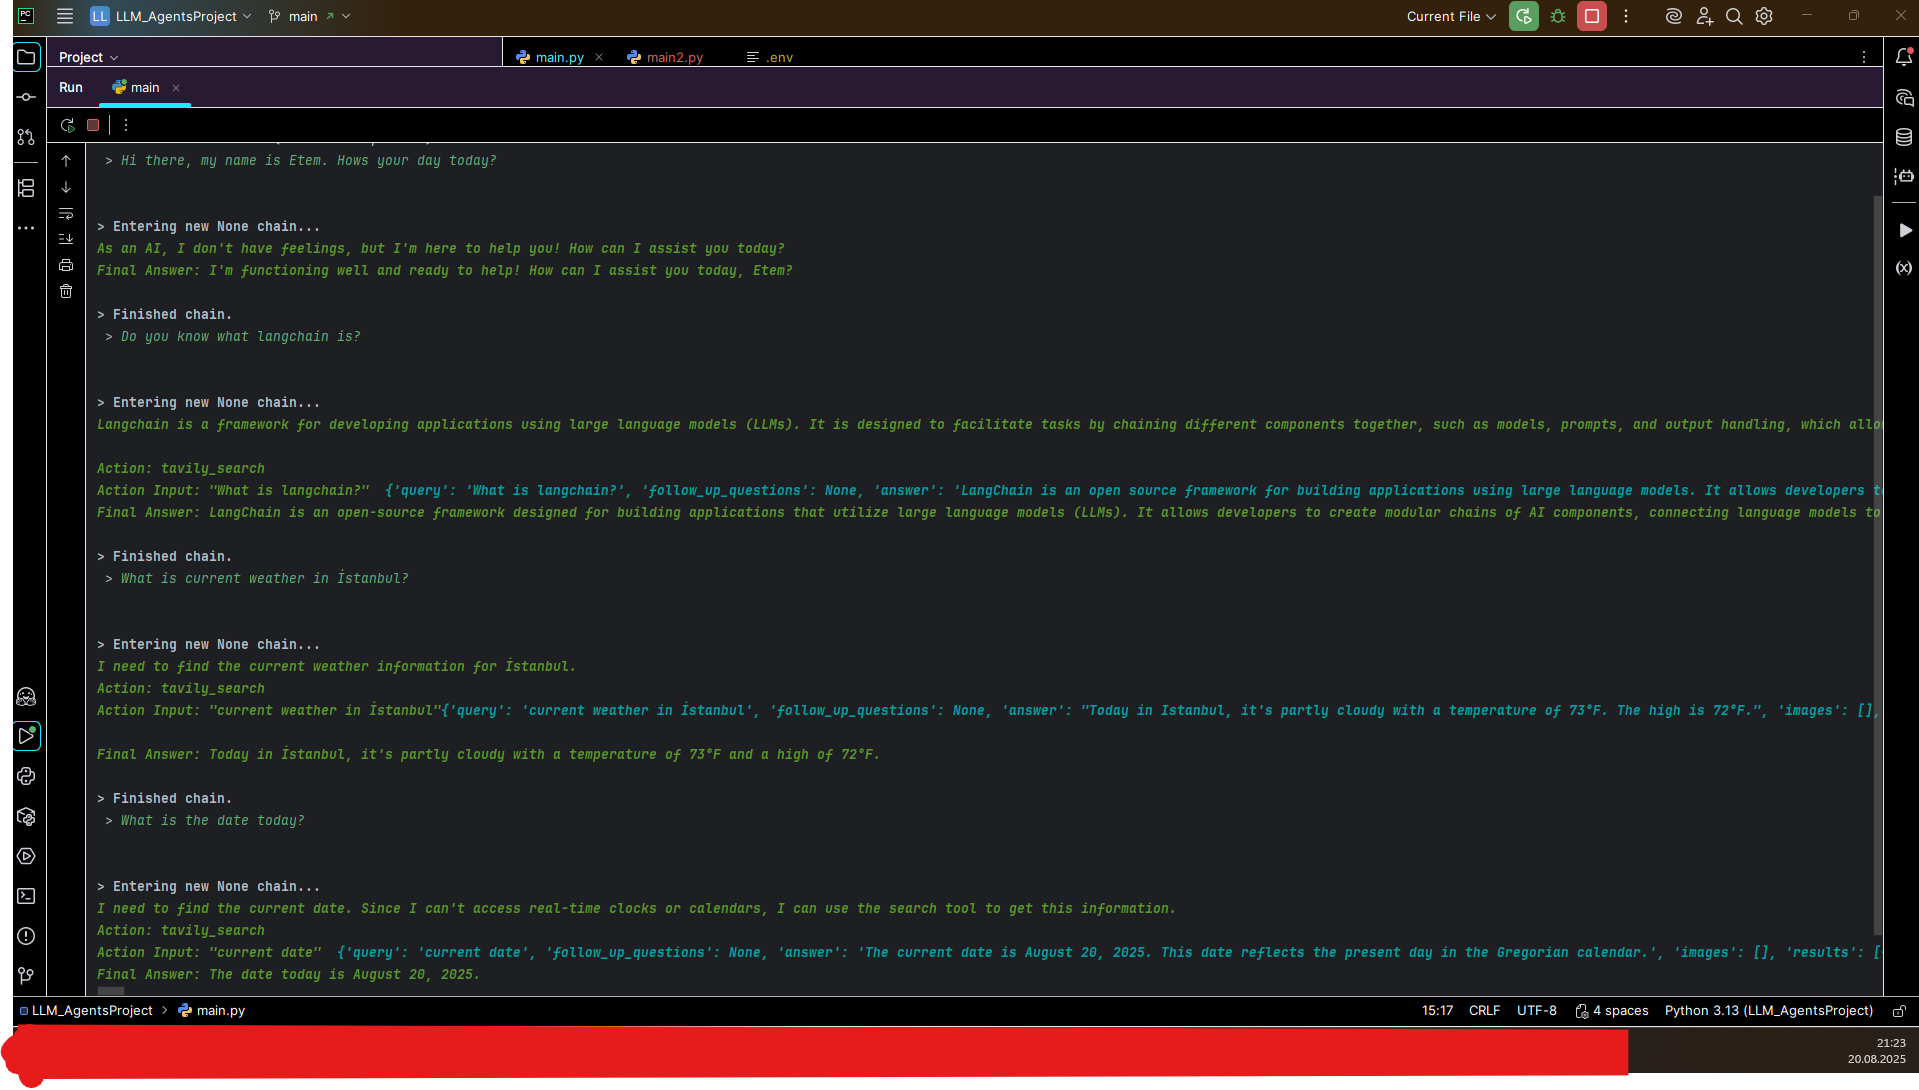 LL LLM_AgentsProject main Current File
Project main.py main2.py .env
Run main
> Hi there, my name is Etem. Hows your day today?
> Entering new None chain...
As an AI, I don't have feelings, but I'm here to help you! How can I assist you today?
Final Answer: I'm functioning well and ready to help! How can I assist you today, Etem?
> Finished chain.
> Do you know what langchain is?
> Entering new None chain...
Langchain is a framework for developing applications using large language models (LLMs). It is designed to facilitate tasks by chaining different components together, such as models, prompts, and output handling, which allo
Action: tavily_search
Action Input: "What is langchain?" {'query': 'What is langchain?', 'follow_up_questions': None, 'answer': 'LangChain is an open source framework for building applications using large language models. It allows developers t
Final Answer: LangChain is an open-source framework designed for building applications that utilize large language models (LLMs). It allows developers to create modular chains of AI components, connecting language models to
> Finished chain.
> What is current weather in İstanbul?
> Entering new None chain...
I need to find the current weather information for İstanbul.
Action: tavily_search
Action Input: "current weather in İstanbul"{'query': 'current weather in İstanbul', 'follow_up_questions': None, 'answer': "Today in Istanbul, it's partly cloudy with a temperature of 73°F. The high is 72°F.", 'images': [],
Final Answer: Today in İstanbul, it's partly cloudy with a temperature of 73°F and a high of 72°F.
> Finished chain.
> What is the date today?
> Entering new None chain...
I need to find the current date. Since I can't access real-time clocks or calendars, I can use the search tool to get this information.
Action: tavily_search
Action Input: "current date" {'query': 'current date', 'follow_up_questions': None, 'answer': 'The current date is August 20, 2025. This date reflects the present day in the Gregorian calendar.', 'images': [], 'results': [
Final Answer: The date today is August 20, 2025.
LLM_AgentsProject > main.py 15:17 CRLF UTF-8 4 spaces Python 3.13 (LLM_AgentsProject)
21:23
20.08.2025